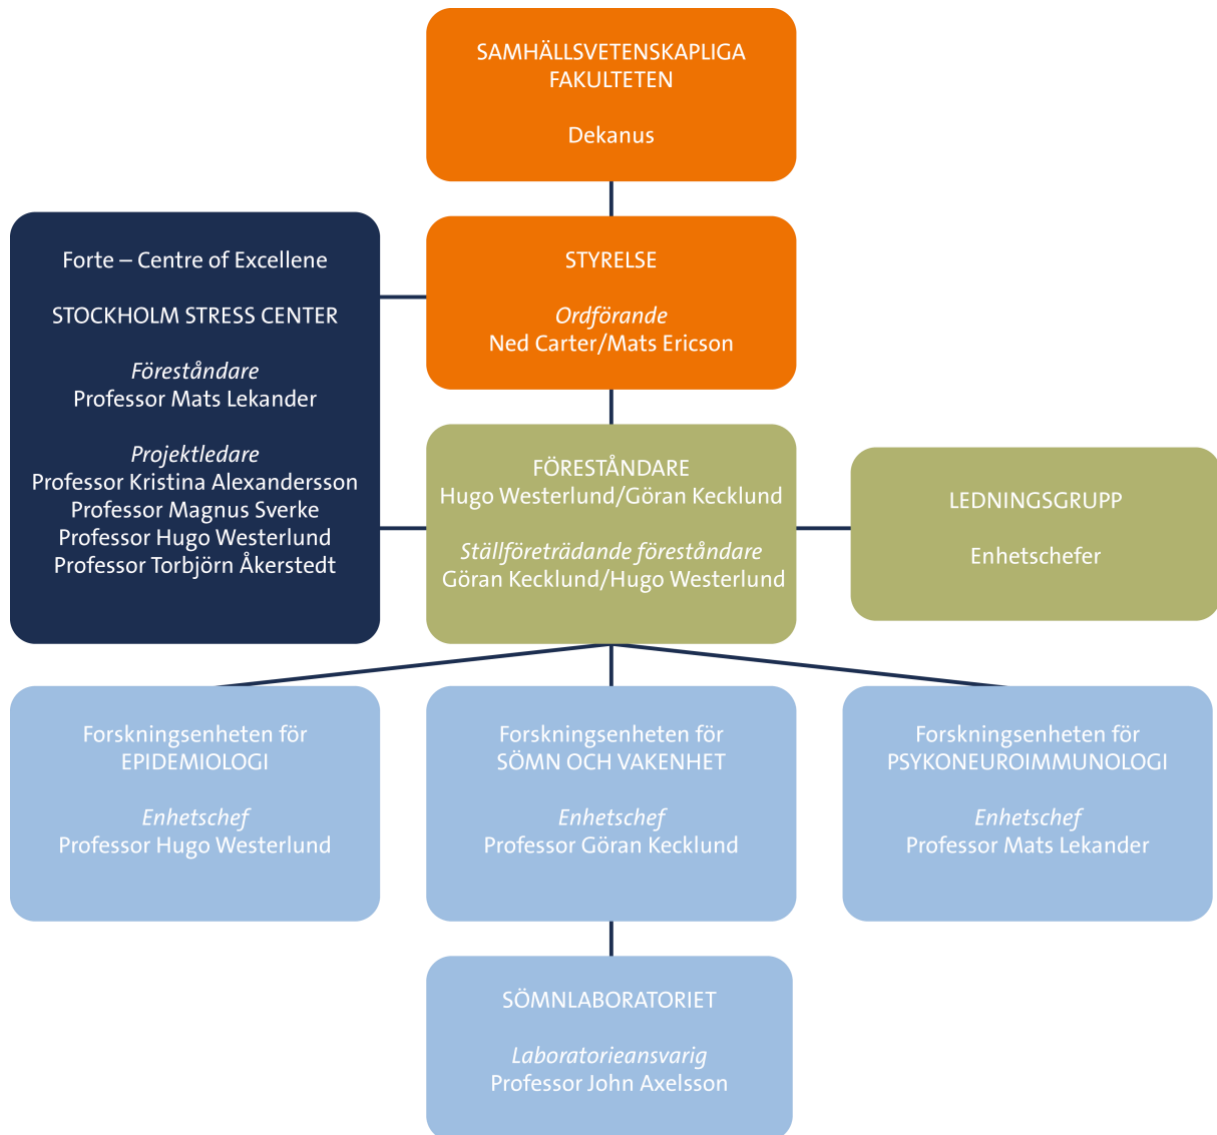 SAMHÄLLSVETENSKAPLIGA
FAKULTETEN
Dekanus
Forte – Centre of Excellene
STOCKHOLM STRESS CENTER
Föreståndare
Professor Mats Lekander
Projektledare
Professor Kristina Alexandersson
Professor Magnus Sverke
Professor Hugo Westerlund
Professor Torbjörn Åkerstedt
STYRELSE
Ordförande
Ned Carter/Mats Ericson
FÖRESTÅNDARE
Hugo Westerlund/Göran Kecklund
Ställföreträdande föreståndare
Göran Kecklund/Hugo Westerlund
LEDNINGSGRUPP
Enhetschefer
Forskningsenheten för
EPIDEMIOLOGI
Enhetschef
Professor Hugo Westerlund
Forskningsenheten för
SÖMN OCH VAKENHET
Enhetschef
Professor Göran Kecklund
Forskningsenheten för
PSYKONEUROIMMUNOLOGI
Enhetschef
Professor Mats Lekander
SÖMNLABORATORIET
Laboratorieansvarig
Professor John Axelsson